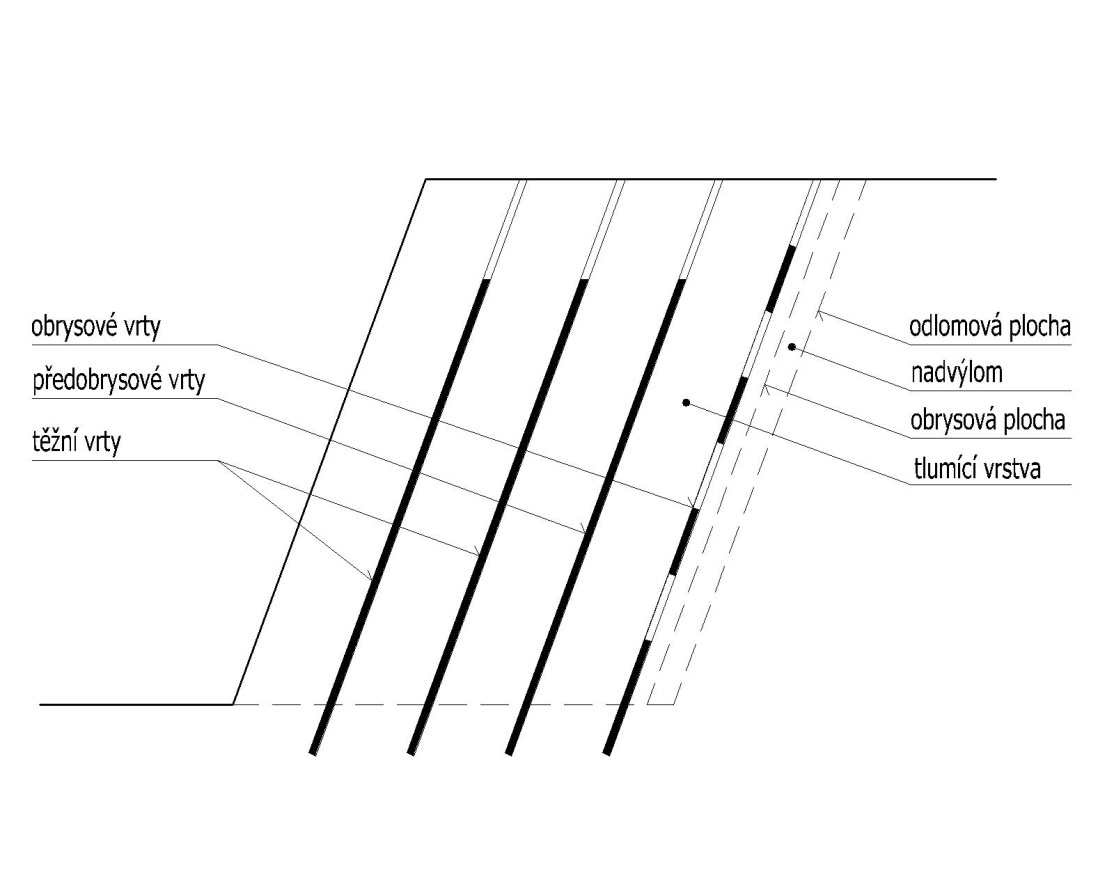 obrysové vrty
předobrysové vrty
těžní vrty
odlomová plocha
nadvýlom
obrysová plocha
tlumící vrstva